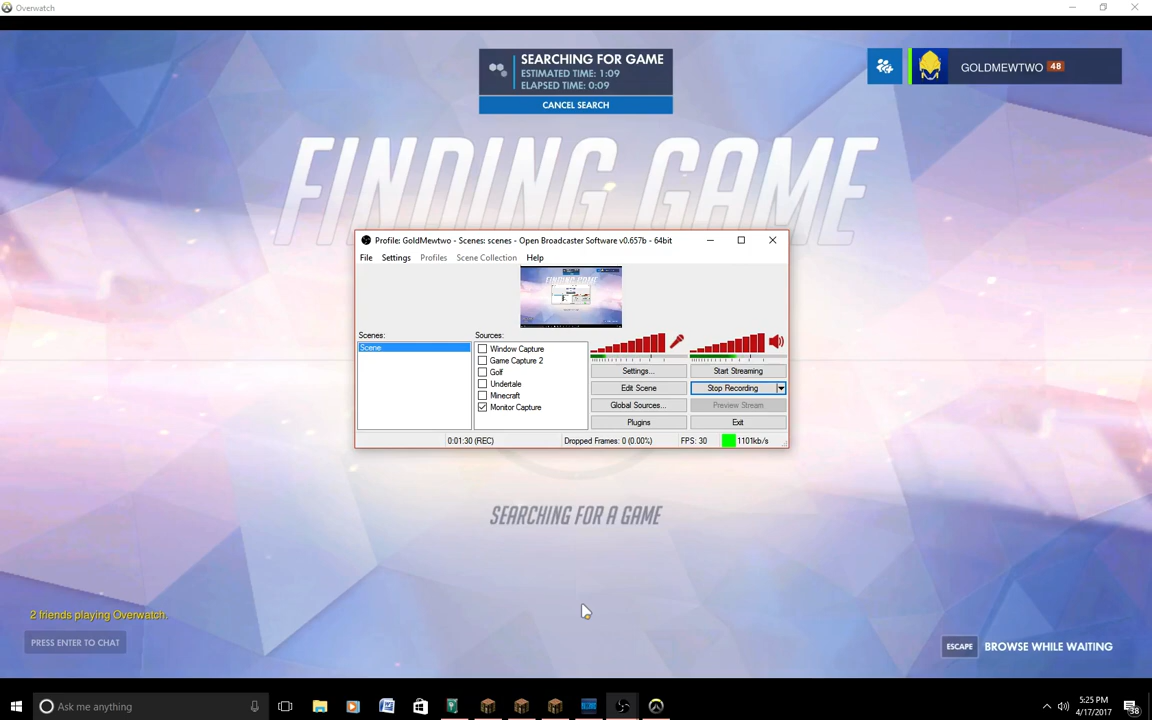 Overwatch
SEARCHING FOR GAME
ESTIMATED TIME: 1:09
ELAPSED TIME: 0:09
CANCEL SEARCH
GOLDMEWTWO 48
FINDING GAME
Profile: GoldMewtwo - Scenes: scenes - Open Broadcaster Software v0.657b - 64bit
File Settings Profiles Scene Collection Help
Scenes:
Scene
Sources:
Window Capture
Game Capture 2
Golf
Undertale
Minecraft
Monitor Capture
Settings... Start Streaming
Edit Scene Stop Recording
Global Sources... Preview Stream
Plugins Exit
0:01:30 (REC) Dropped Frames: 0 (0.00%) FPS: 30 1101kb/s
SEARCHING FOR A GAME
2 friends playing Overwatch.
PRESS ENTER TO CHAT
ESCAPE BROWSE WHILE WAITING
Ask me anything
5:25 PM
4/17/2017
38